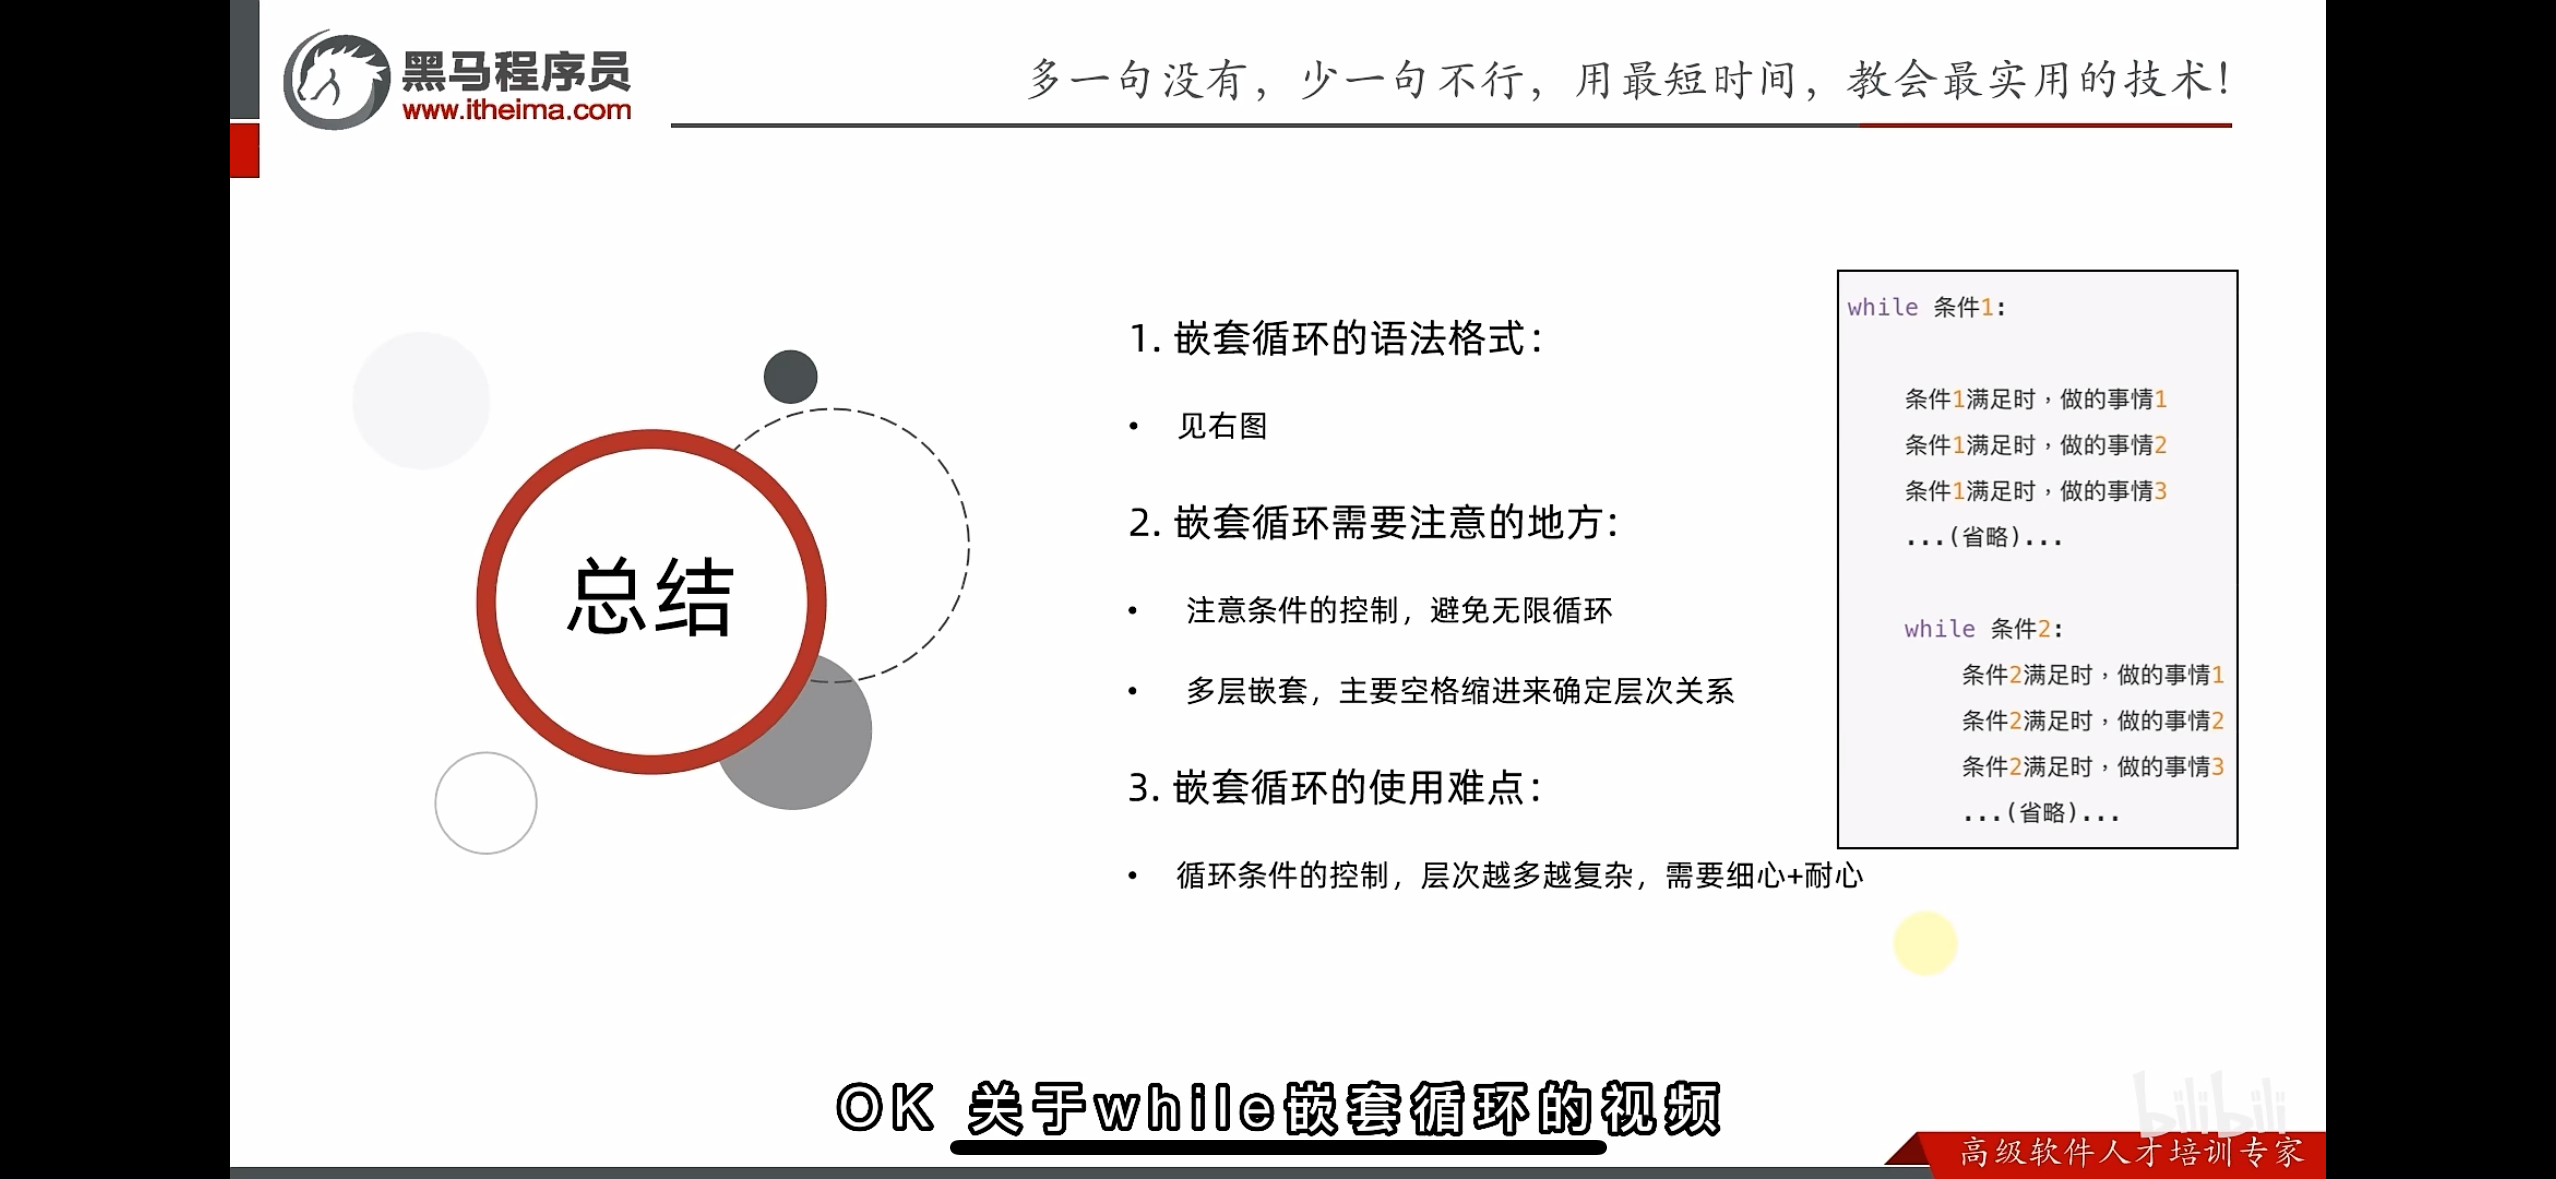 黑马程序员
www.itheima.com
多一句没有，少一句不行，用最短时间，教会最实用的技术！
总结
1. 嵌套循环的语法格式：
• 见右图
2. 嵌套循环需要注意的地方：
• 注意条件的控制，避免无限循环
• 多层嵌套，主要空格缩进来确定层次关系
3. 嵌套循环的使用难点：
• 循环条件的控制，层次越多越复杂，需要细心+耐心
while 条件1:
条件1满足时，做的事情1
条件1满足时，做的事情2
条件1满足时，做的事情3
...(省略)...
while 条件2:
条件2满足时，做的事情1
条件2满足时，做的事情2
条件2满足时，做的事情3
...(省略)...
OK 关于while嵌套循环的视频
bilibili
高级软件人才培训专家